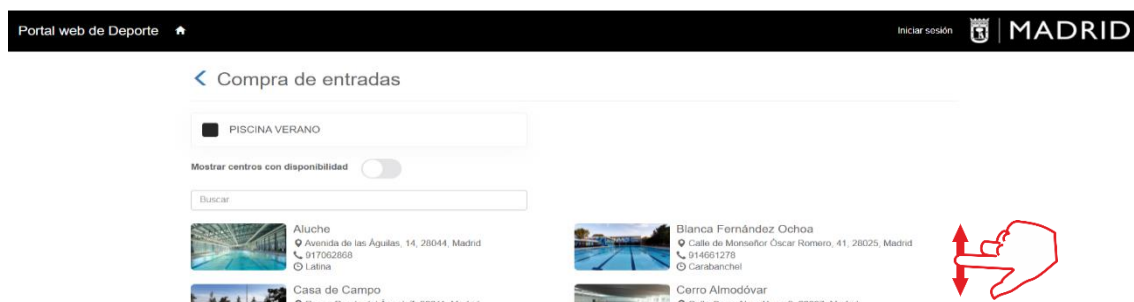 Portal web de Deporte
Iniciar sesión
MADRID
Compra de entradas
PISCINA VERANO
Mostrar centros con disponibilidad
Buscar
Aluche
Avenida de las Águilas, 14, 28044, Madrid
917062868
Latina
Blanca Fernández Ochoa
Calle de Monseñor Óscar Romero, 41, 28025, Madrid
914661278
Carabanchel
Casa de Campo
Cerro Almodóvar